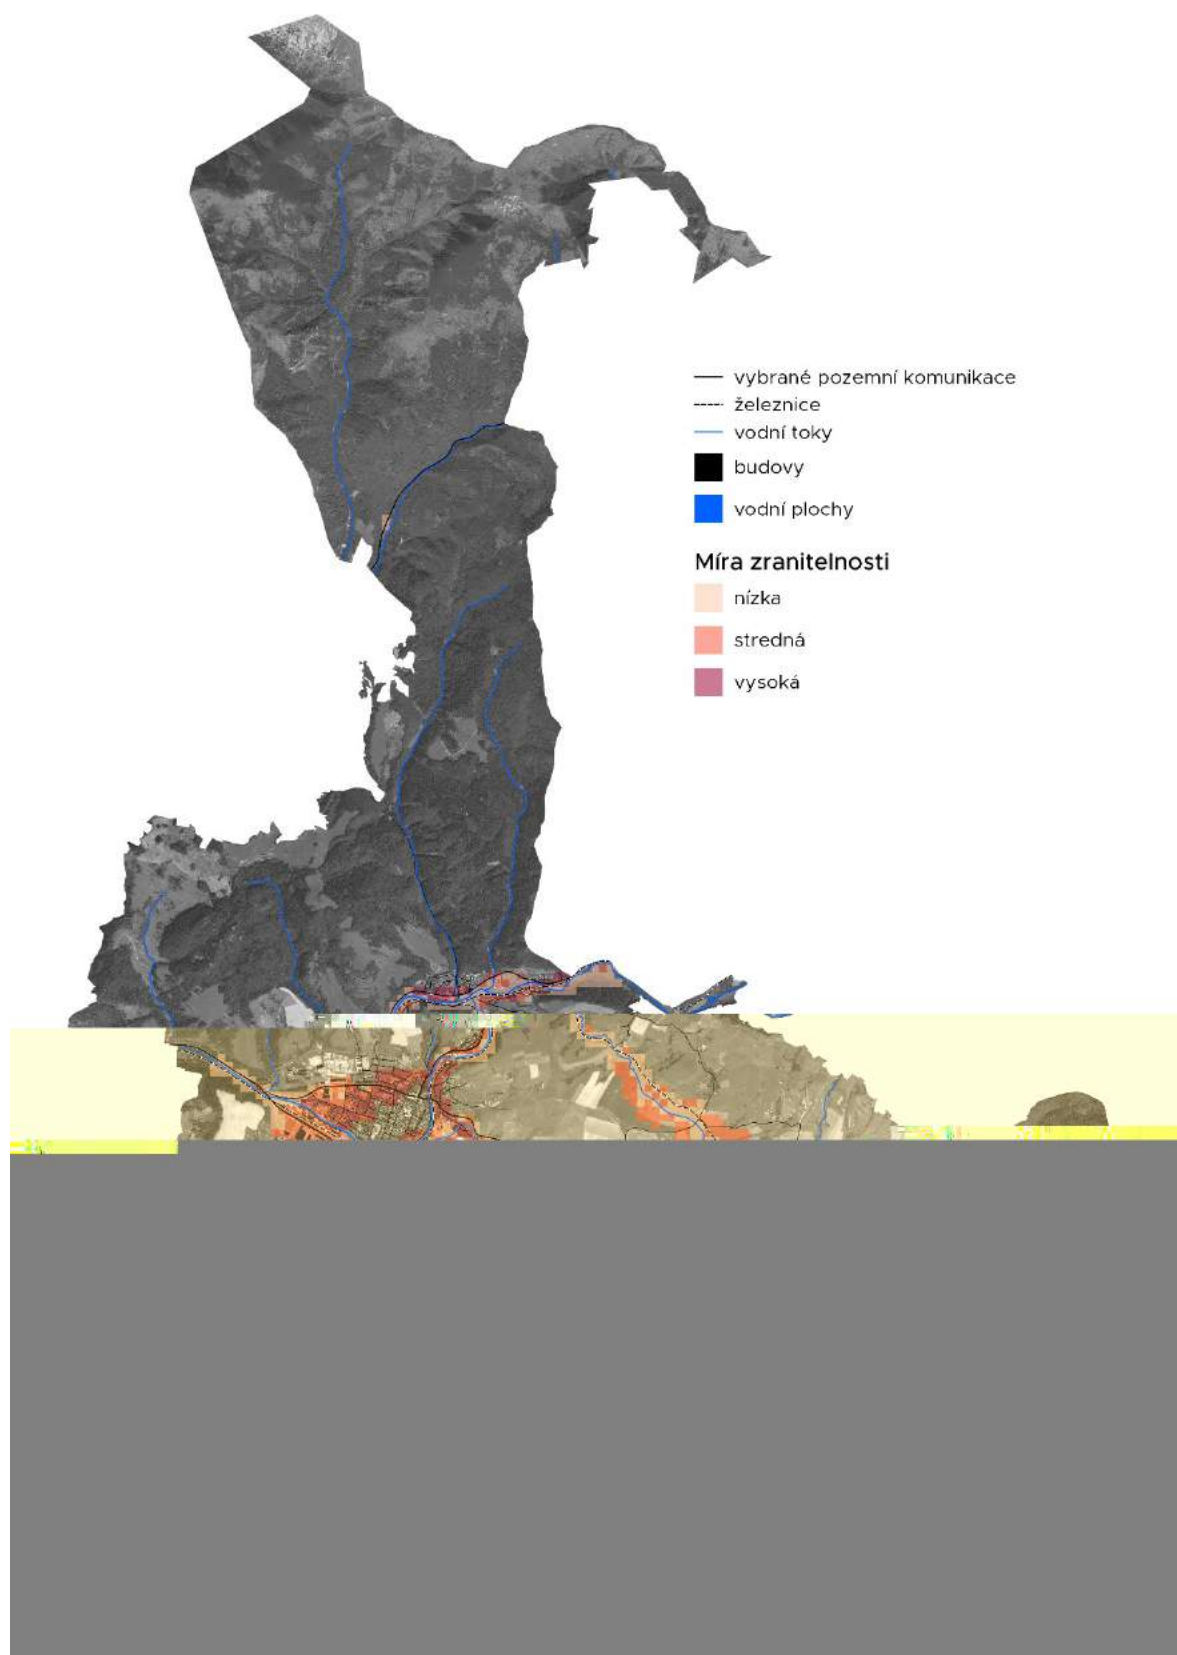 vybrané pozemní komunikace
železnice
vodní toky
budovy
vodní plochy
Míra zranitelnosti
nízka
stredná
vysoká